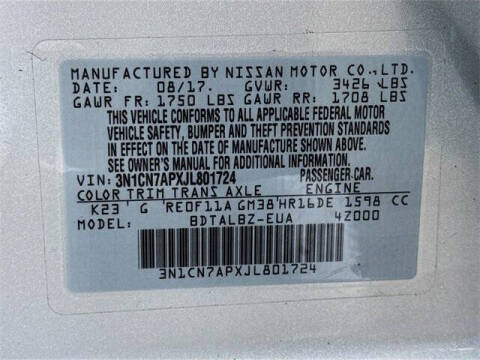 MANUFACTURED BY NISSAN MOTOR CO.,LTD.
DATE: 08/17. GVWR: 3426 LBS
GAWR FR: 1750 LBS GAWR RR: 1708 LBS
THIS VEHICLE CONFORMS TO ALL APPLICABLE FEDERAL MOTOR
VEHICLE SAFETY, BUMPER AND THEFT PREVENTION STANDARDS
IN EFFECT ON THE DATE OF MANUFACTURE SHOWN ABOVE.
SEE OWNER'S MANUAL FOR ADDITIONAL INFORMATION.
VIN: 3N1CN7APXJL801724 PASSENGER-CAR.
COLOR TRIM TRANS AXLE ENGINE
K23 G RE0F11A GM38 HR16DE 1598 CC
MODEL: BDTALBZ-EUA 4Z000
3N1CN7APXJL801724